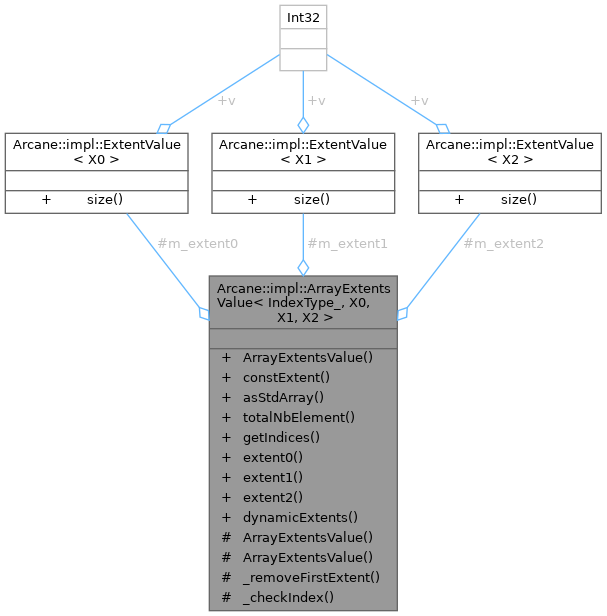 Int32
+v
+v
+v
Arcane::impl::ExtentValue
< X0 >
+ size()
Arcane::impl::ExtentValue
< X1 >
+ size()
Arcane::impl::ExtentValue
< X2 >
+ size()
#m_extent0
#m_extent1
#m_extent2
Arcane::impl::ArrayExtents
Value< IndexType_, X0,
X1, X2 >
+ ArrayExtentsValue()
+ constExtent()
+ asStdArray()
+ totalNbElement()
+ getIndices()
+ extent0()
+ extent1()
+ extent2()
+ dynamicExtents()
# ArrayExtentsValue()
# ArrayExtentsValue()
# _removeFirstExtent()
# _checkIndex()